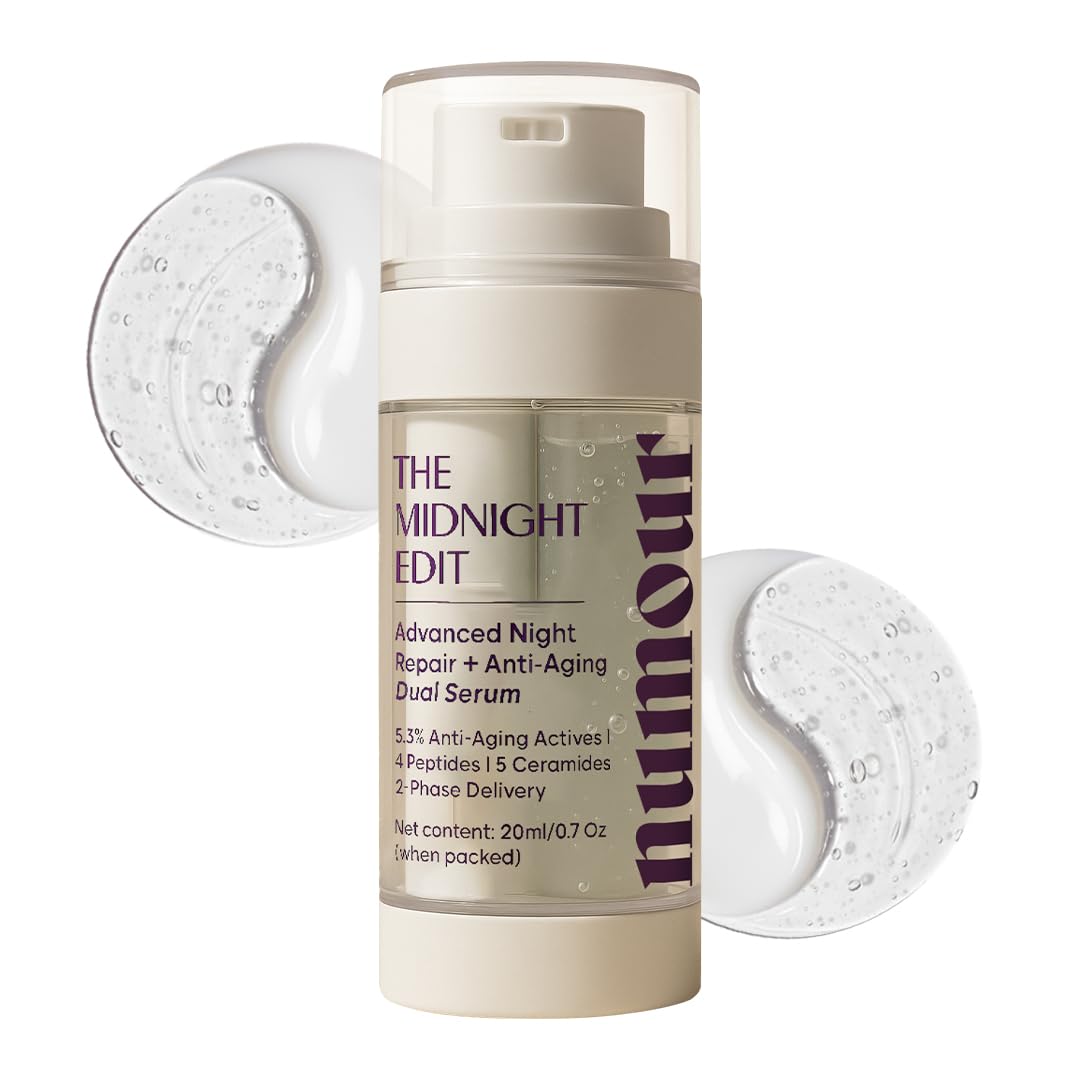 THE
MIDNIGHT
EDIT
Advanced Night
Repair + Anti-Aging
Dual Serum
5.3% Anti-Aging Actives |
4 Peptides | 5 Ceramides
2-Phase Delivery
Net content: 20ml/0.7 Oz
(when packed)
numour